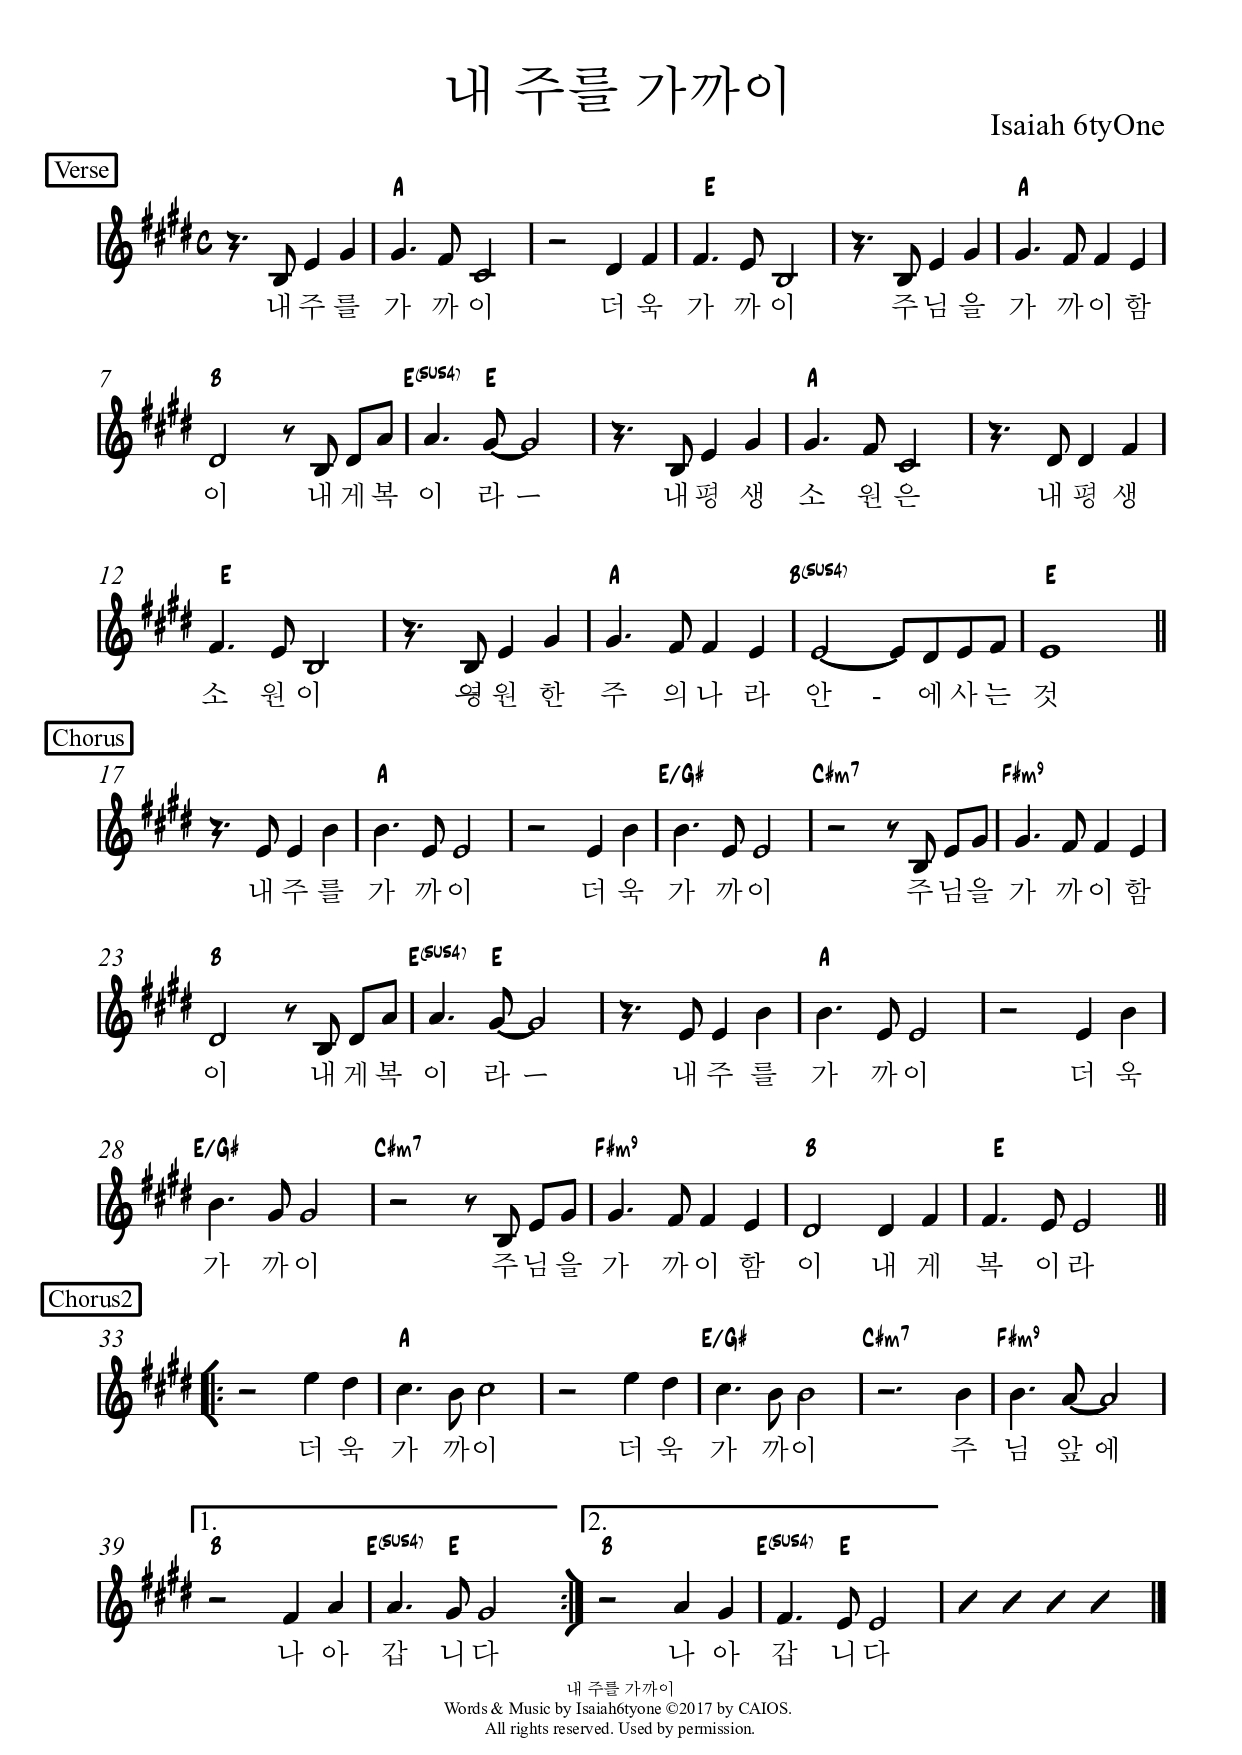 내 주를 가까이
Isaiah 6tyOne
Verse
A E A
내 주 를 가 까 이 더 욱 가 까 이 주 님 을 가 까 이 함
7 B E(SUS4) E A
이 내 게 복 이 라 ㅡ 내 평 생 소 원 은 내 평 생
12 E A B(SUS4) E
소 원 이 영 원 한 주 의 나 라 안 - 에 사 는 것
Chorus
17 A E/G# C#m7 F#m9
내 주 를 가 까 이 더 욱 가 까 이 주 님 을 가 까 이 함
23 B E(SUS4) E A
이 내 게 복 이 라 ㅡ 내 주 를 가 까 이 더 욱
28 E/G# C#m7 F#m9 B E
가 까 이 주 님 을 가 까 이 함 이 내 게 복 이 라
Chorus2
33 A E/G# C#m7 F#m9
더 욱 가 까 이 더 욱 가 까 이 주 님 앞 에
1. 2.
39 B E(SUS4) E B E(SUS4) E
나 아 갑 니 다 나 아 갑 니 다
내 주를 가까이
Words & Music by Isaiah6tyone ©2017 by CAIOS.
All rights reserved. Used by permission.